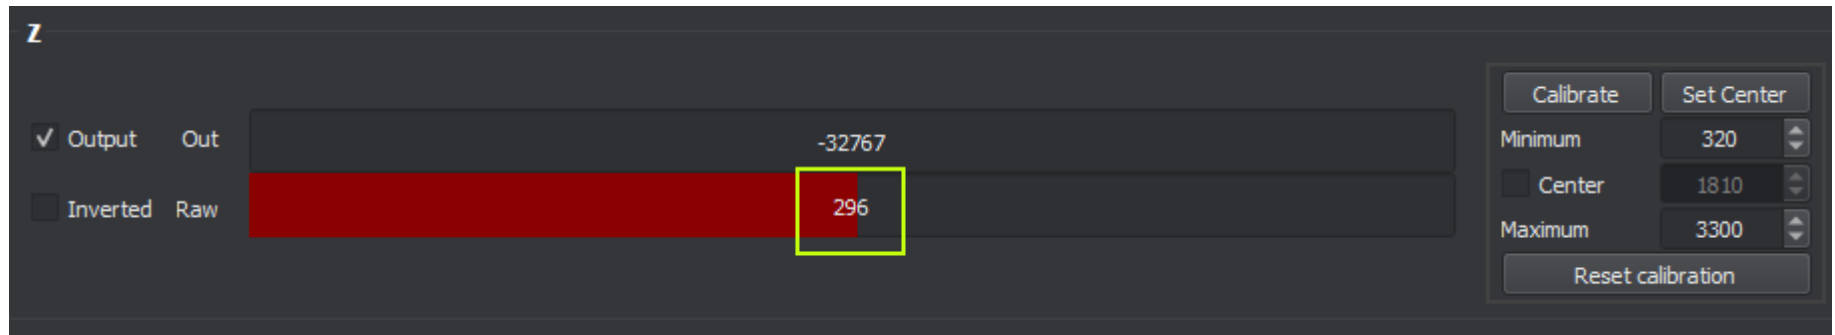 Z
Calibrate Set Center
Output Out -32767 Minimum 320
Center 1810
Inverted Raw 296
Maximum 3300
Reset calibration